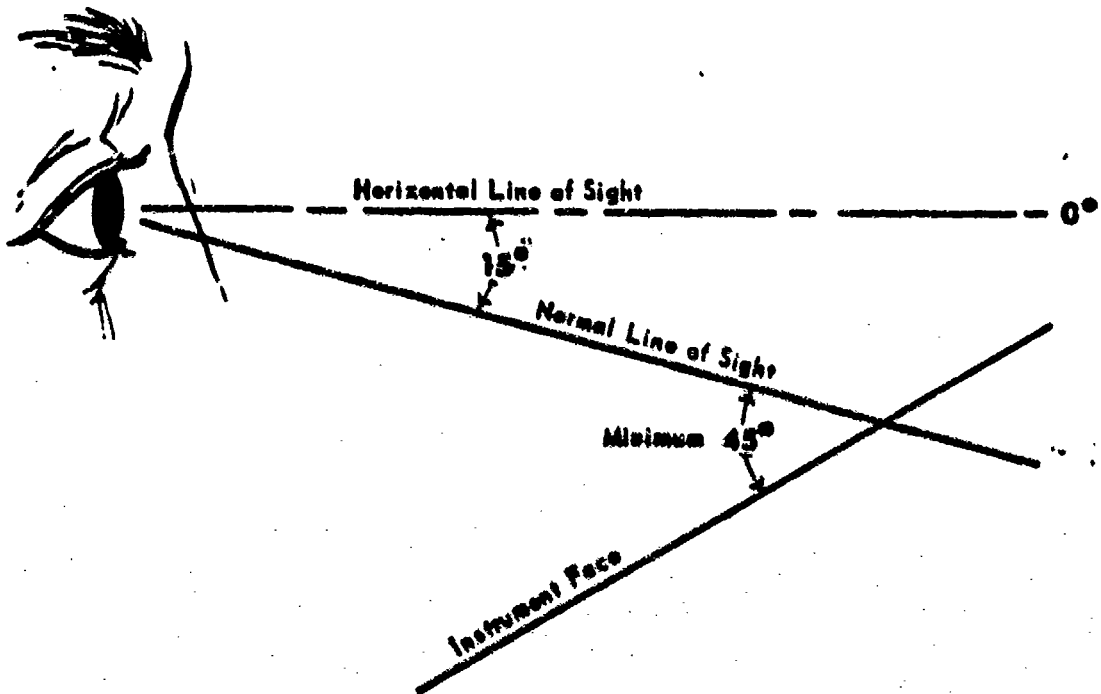 Horizontal Line of Sight
0°
15°
Normal Line of Sight
Minimum 45°
Instrument Face